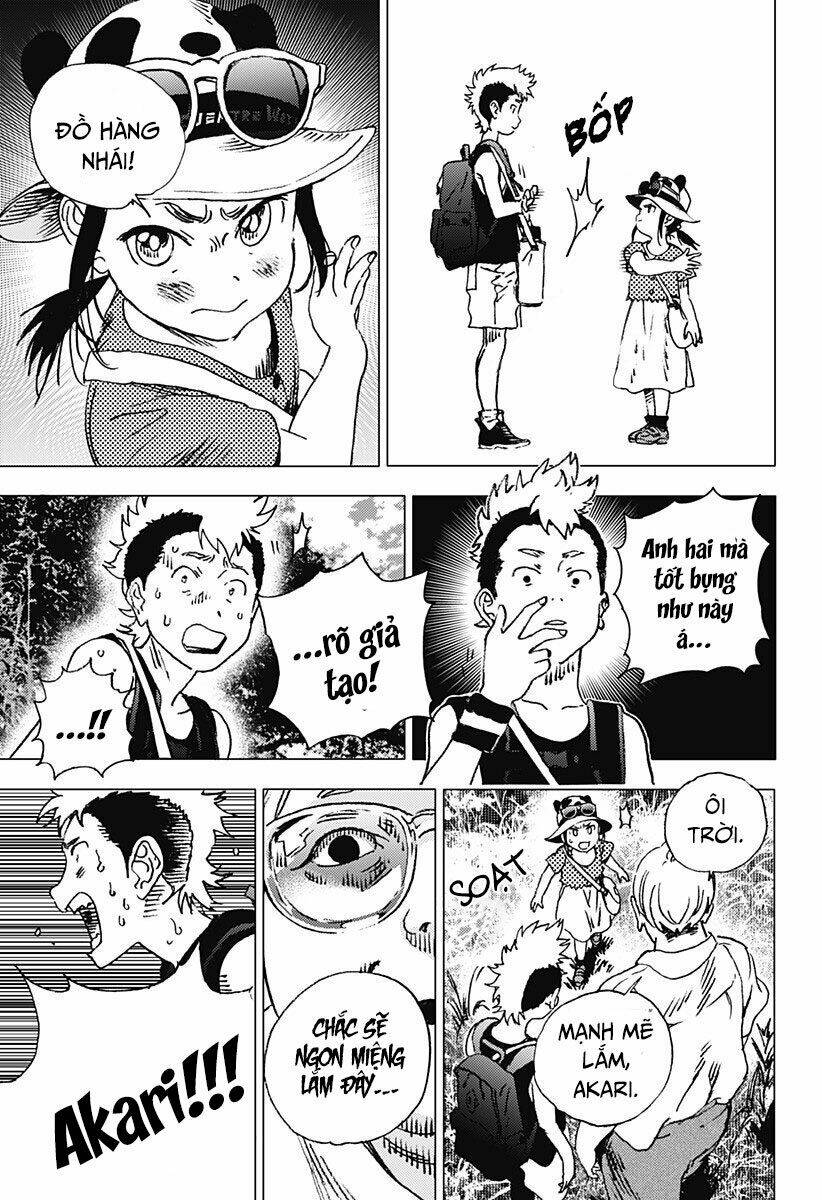 BỐP
ĐỒ HÀNG
NHÁI!
Anh hai mà
tốt bụng
như này
á...
...rõ giả
tạo!
...!!
ÔI
TRỜI.
SOẠT
MẠNH MẼ
LẮM,
AKARI.
CHẮC SẼ
NGON MIỆNG
LẮM ĐÂY...
Akari!!!